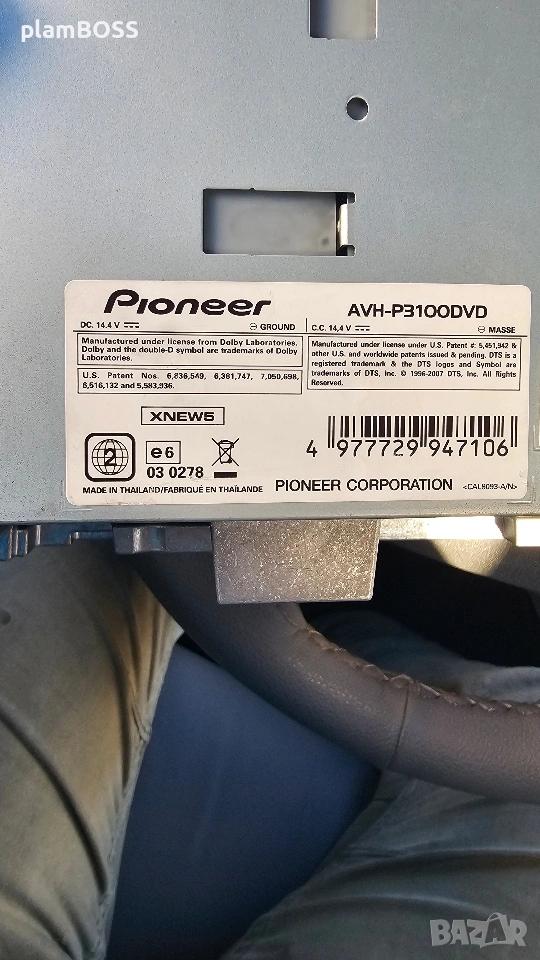 plamBOSS
Pioneer
AVH-P3100DVD
DC. 14.4 V
⊖ GROUND
C.C. 14,4 V
⊖ MASSE
Manufactured under license from Dolby Laboratories.
Dolby and the double-D symbol are trademarks of Dolby
Laboratories.
U.S. Patent Nos. 6,836,549, 6,381,747, 7,050,698,
6,516,132 and 5,583,936.
Manufactured under license under U.S. Patent #: 5,451,942 &
other U.S. and worldwide patents issued & pending. DTS is a
registered trademark & the DTS logos and Symbol are
trademarks of DTS, Inc. © 1996-2007 DTS, Inc. All Rights
Reserved.
XNEW5
2
e6
03 0278
4 977729 947106
MADE IN THAILAND/FABRIQUÉ EN THAÏLANDE
PIONEER CORPORATION
<CAL8093-A/N>
BAZAR